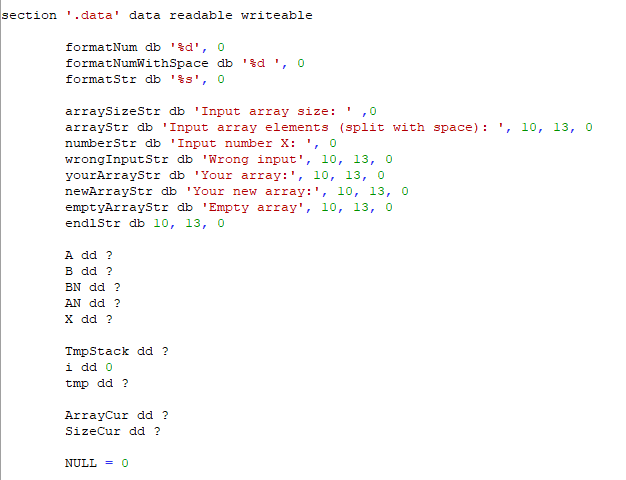 section '.data' data readable writeable
formatNum db '%d', 0
formatNumWithSpace db '%d ', 0
formatStr db '%s', 0
arraySizeStr db 'Input array size: ' ,0
arrayStr db 'Input array elements (split with space): ', 10, 13, 0
numberStr db 'Input number X: ', 0
wrongInputStr db 'Wrong input', 10, 13, 0
yourArrayStr db 'Your array:', 10, 13, 0
newArrayStr db 'Your new array:', 10, 13, 0
emptyArrayStr db 'Empty array', 10, 13, 0
endlStr db 10, 13, 0
A dd ?
B dd ?
BN dd ?
AN dd ?
X dd ?
TmpStack dd ?
i dd 0
tmp dd ?
ArrayCur dd ?
SizeCur dd ?
NULL = 0